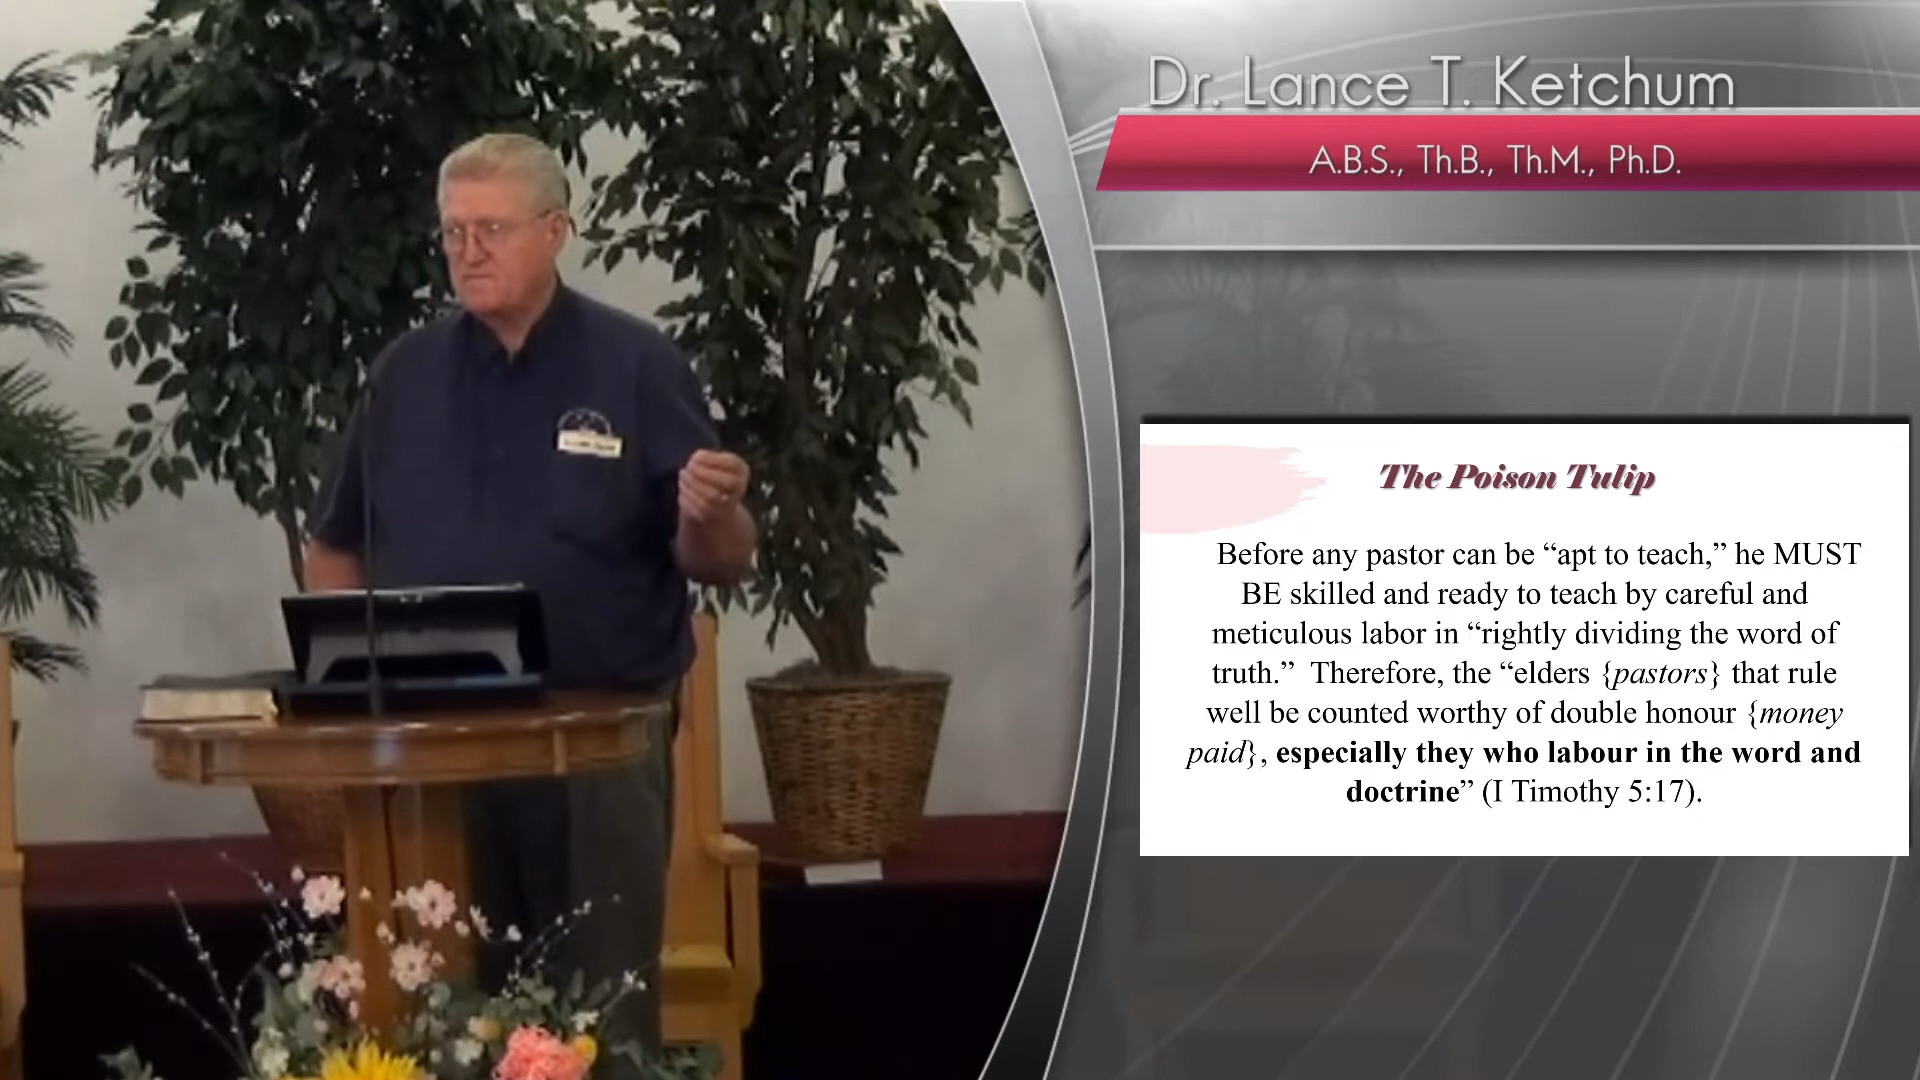 Dr. Lance T. Ketchum
A.B.S., Th.B., Th.M., Ph.D.
The Poison Tulip
Before any pastor can be “apt to teach,” he MUST
BE skilled and ready to teach by careful and
meticulous labor in “rightly dividing the word of
truth.” Therefore, the “elders {pastors} that rule
well be counted worthy of double honour {money
paid}, especially they who labour in the word and
doctrine” (I Timothy 5:17).